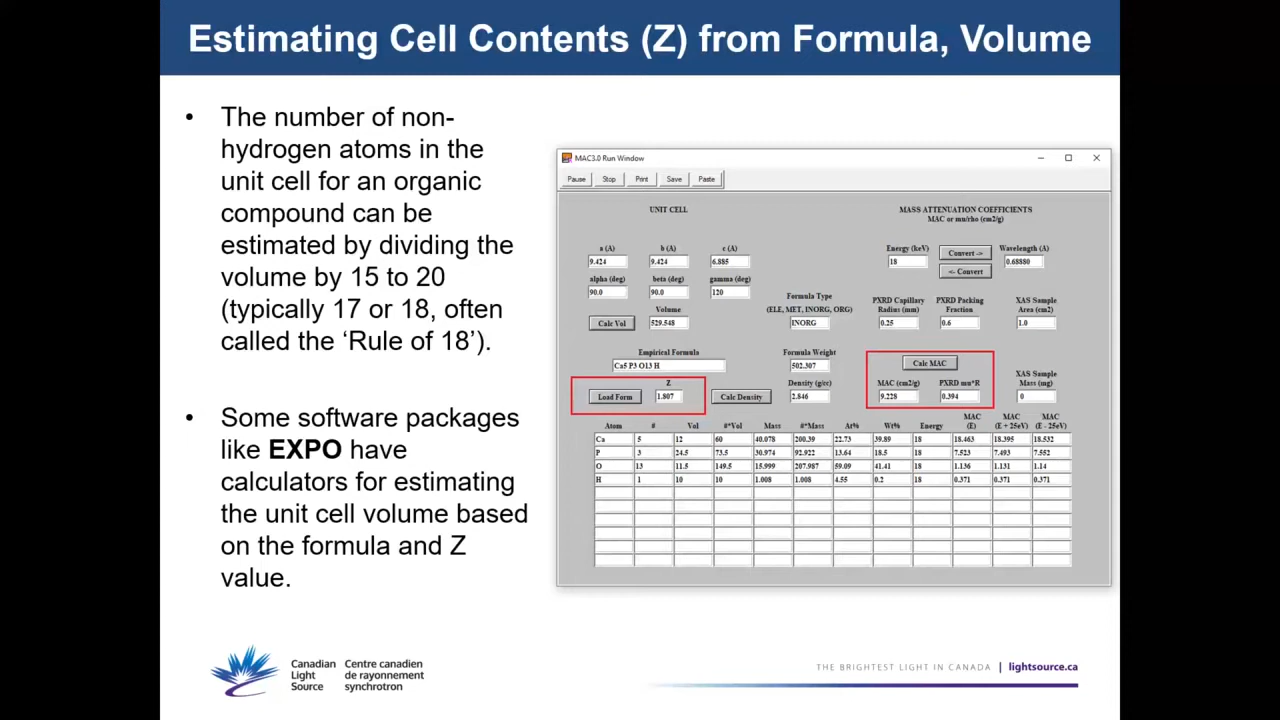 Estimating Cell Contents (Z) from Formula, Volume
• The number of non-
hydrogen atoms in the
unit cell for an organic
compound can be
estimated by dividing the
volume by 15 to 20
(typically 17 or 18, often
called the ‘Rule of 18’).
• Some software packages
like EXPO have
calculators for estimating
the unit cell volume based
on the formula and Z
value.
MAC3.0 Run Window
Pause Stop Print Save Paste
UNIT CELL
MASS ATTENUATION COEFFICIENTS
MAC or mu/rho (cm2/g)
a (A) b (A) c (A)
9.424 9.424 6.885
alpha (deg) beta (deg) gamma (deg)
90.0 90.0 120
Volume
Calc Vol 529.548
Formula Type
(ELE, MET, INORG, ORG)
INORG
Energy (keV) Wavelength (A)
18 Convert -> 0.68880
<- Convert
PXRD Capillary Radius (mm) PXRD Packing Fraction XAS Sample Area (cm2)
0.25 0.6 1.0
Empirical Formula Formula Weight
Ca5 P3 O13 H 502.307
Z
Load Form 1.807
Calc Density
Density (g/cc)
2.846
Calc MAC
MAC (cm2/g) PXRD mu*R
9.228 0.394
XAS Sample
Mass (mg)
0
Atom # Vol #*Vol Mass #*Mass At% Wt% Energy MAC (E) MAC (E + 25eV) MAC (E - 25eV)
Ca 5 12 60 40.078 200.39 22.73 39.89 18 18.463 18.395 18.532
P 3 24.5 73.5 30.974 92.922 13.64 18.5 18 7.523 7.493 7.552
O 13 11.5 149.5 15.999 207.987 59.09 41.41 18 1.136 1.131 1.14
H 1 10 10 1.008 1.008 4.55 0.2 18 0.371 0.371 0.371
Canadian Light Source
Centre canadien de rayonnement synchrotron
THE BRIGHTEST LIGHT IN CANADA | lightsource.ca